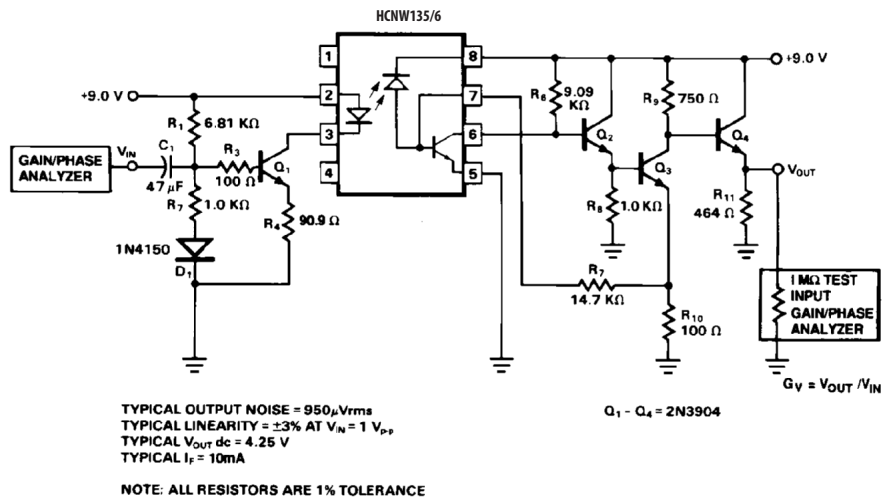 HCNW135/6
1
2
3
4
8
7
6
5
+9.0 V
+9.0 V
R1 6.81 KΩ
R6 9.09 KΩ
R9 750 Ω
GAIN/PHASE
ANALYZER
VIN
C1
47 μF
R3
100 Ω
Q1
Q2
Q3
Q4
VOUT
R7 1.0 KΩ
R4 90.9 Ω
R8 1.0 KΩ
R11
464 Ω
1N4150
D1
R7
14.7 KΩ
R10
100 Ω
1 MΩ TEST
INPUT
GAIN/PHASE
ANALYZER
GV = VOUT /VIN
TYPICAL OUTPUT NOISE = 950μVrms
TYPICAL LINEARITY = ±3% AT VIN = 1 Vp-p
TYPICAL VOUT dc = 4.25 V
TYPICAL IF = 10mA
Q1 - Q4 = 2N3904
NOTE: ALL RESISTORS ARE 1% TOLERANCE